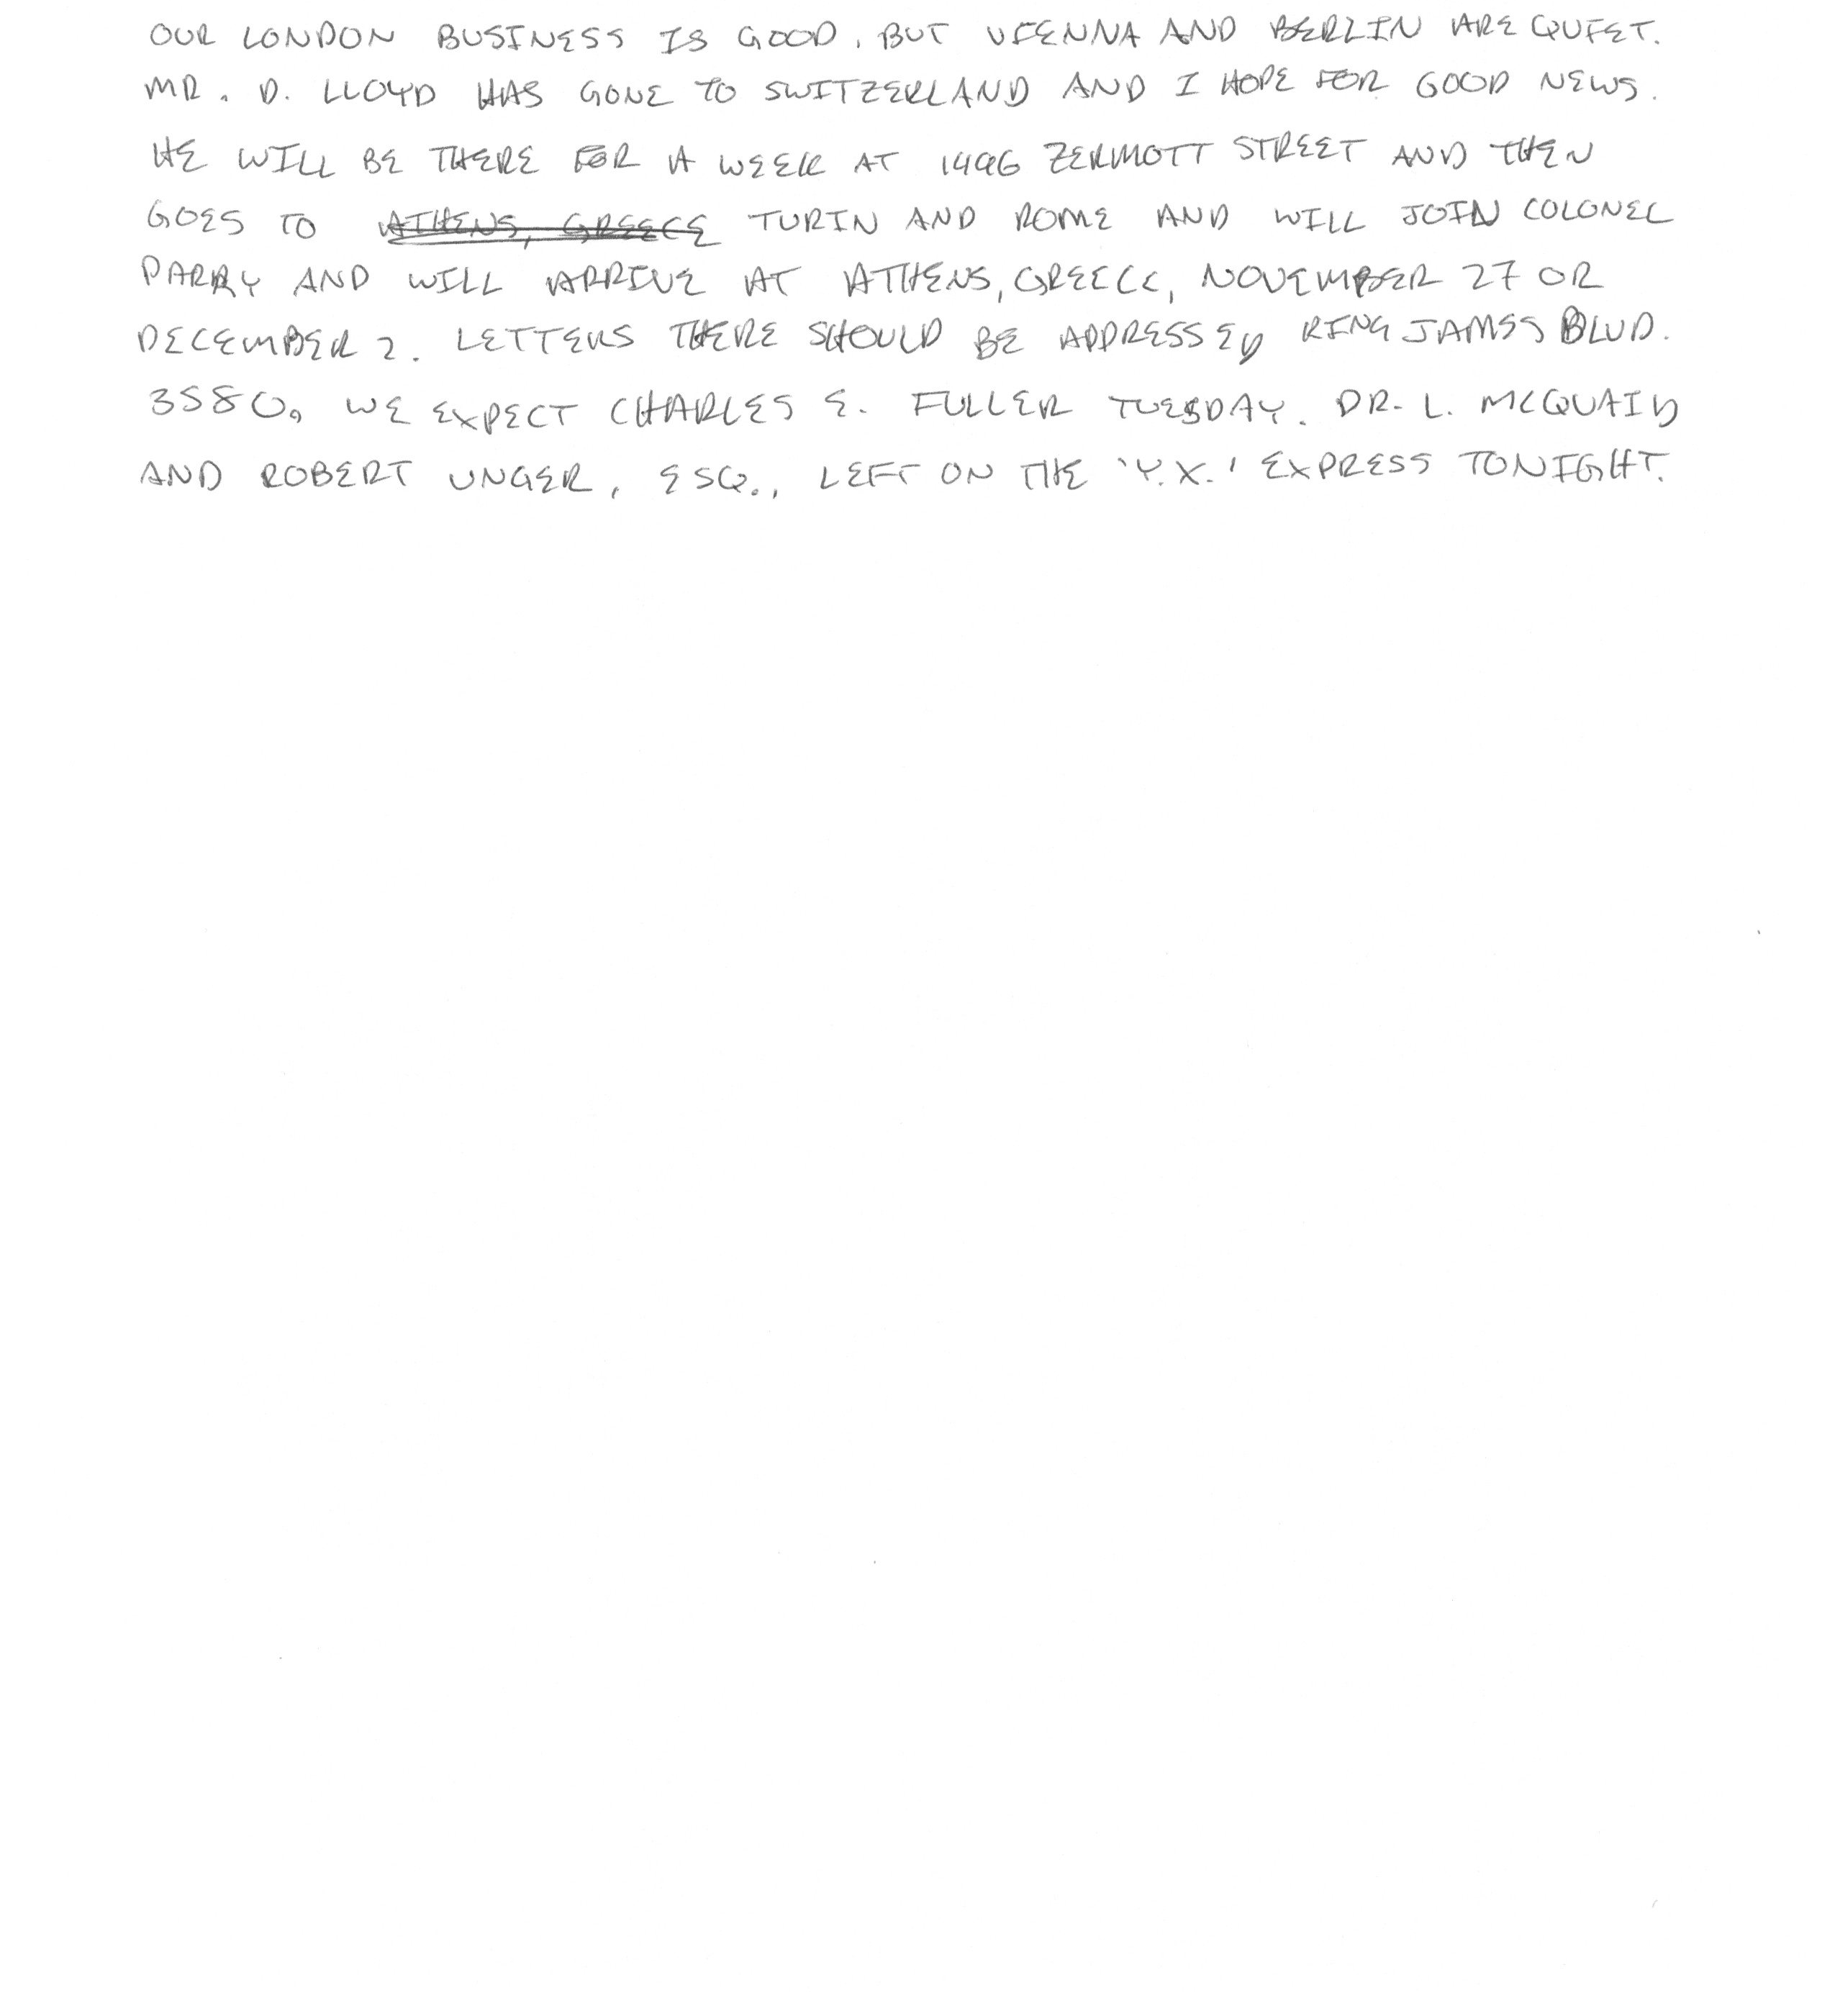 OUR LONDON BUSINESS IS GOOD, BUT VIENNA AND BERLIN ARE QUIET.
MR. D. LLOYD HAS GONE TO SWITZERLAND AND I HOPE FOR GOOD NEWS.
HE WILL BE THERE FOR A WEEK AT 1496 ZERMOTT STREET AND THEN
GOES TO ATHENS, GREECE TURIN AND ROME AND WILL JOIN COLONEL
PARRY AND WILL ARRIVE AT ATHENS, GREECE, NOVEMBER 27 OR
DECEMBER 2. LETTERS THERE SHOULD BE ADDRESSED KING JAMES BLVD.
3580. WE EXPECT CHARLES E. FULLER TUESDAY. DR. L. MCQUAID
AND ROBERT UNGER, ESQ., LEFT ON THE 'Y.X.' EXPRESS TONIGHT.